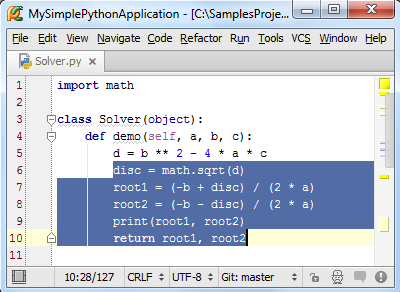 MySimplePythonApplication - [C:\SamplesProje...
File Edit View Navigate Code Refactor Run Tools VCS Window Help
Solver.py
1 import math
2
3 class Solver(object):
4 def demo(self, a, b, c):
5 d = b ** 2 - 4 * a * c
6 disc = math.sqrt(d)
7 root1 = (-b + disc) / (2 * a)
8 root2 = (-b - disc) / (2 * a)
9 print(root1, root2)
10 return root1, root2
10:28/127 CRLF UTF-8 Git: master